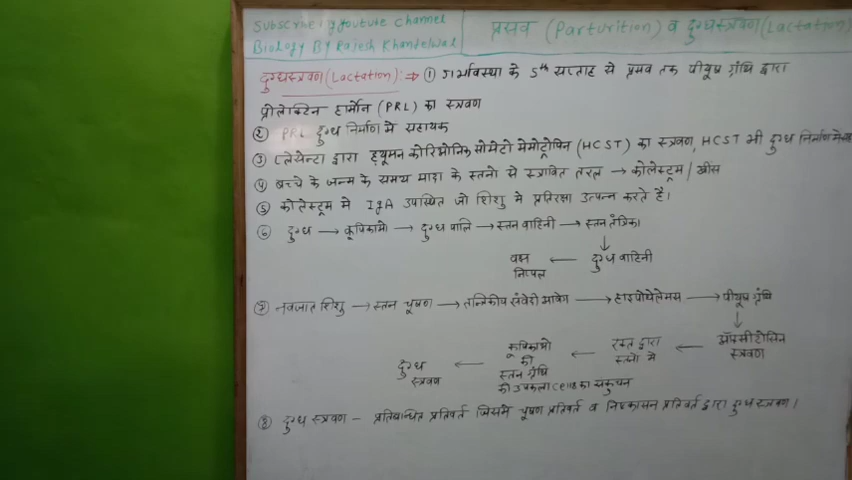 Subscribe my youtube channel
Biology By Rajesh Khandelwal
प्रसव (Parturition) व दुग्धस्त्रवण (Lactation)
दुग्धस्त्रवण (Lactation):⇒ ① गर्भावस्था के 5th सप्ताह से प्रसव तक पीयूष ग्रंथि द्वारा
प्रोलेक्टिन हार्मोन (PRL) का स्त्रवण
② PRL दुग्ध निर्माण मे सहायक
③ प्लेसेन्टा द्वारा ह्यूमन कोरियोनिक सोमेटो मेमोट्रोपिन (HCST) का स्त्रवण, HCST भी दुग्ध निर्माण मे
④ बच्चे के जन्म के समय मादा के स्तनो से स्त्रावित तरल → कोलेस्ट्रम / खीस
⑤ कोलेस्ट्रम मे IgA उपस्थित जो शिशु मे प्रतिरक्षा उत्पन्न करते है।
⑥ दुग्ध → कूपिकाओ → दुग्ध वालि → स्तन वाहिनी → स्तन तंत्रिका
↓
निपल ← दुग्ध वाहिनी
⑦ नवजात शिशु → स्तन चूषण → तन्त्रिकीय संवेदी आवेग → हाइपोथेलेमस → पीयूष ग्रंथि
↓
दुग्ध स्त्रवण ← कूपिकाओ की स्तन ग्रंथि की उपकला cells का संकुचन ← रक्त द्वारा स्तनो मे ← ऑक्सीटोसिन स्त्रवण
⑧ दुग्ध स्त्रवण – प्रतिबन्धित प्रतिवर्त जिसमे चूषण प्रतिवर्त व निष्कासन प्रतिवर्त द्वारा दुग्ध स्त्रवण।